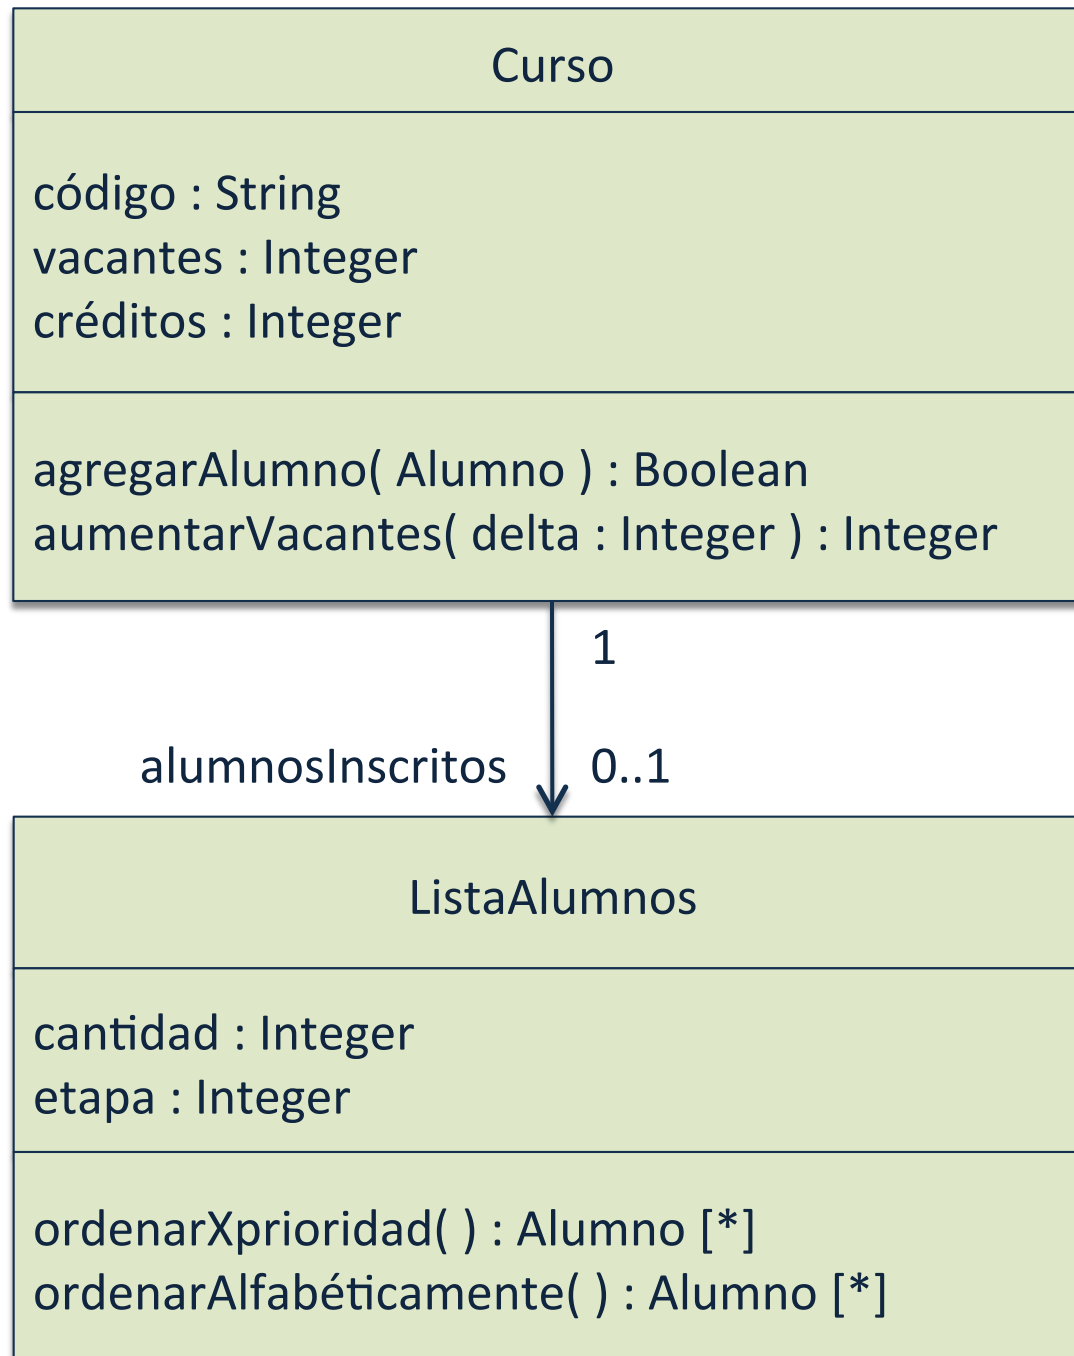 Curso
código : String
vacantes : Integer
créditos : Integer
agregarAlumno( Alumno ) : Boolean
aumentarVacantes( delta : Integer ) : Integer
1
alumnosInscritos 0..1
ListaAlumnos
cantidad : Integer
etapa : Integer
ordenarXprioridad( ) : Alumno [*]
ordenarAlfabéticamente( ) : Alumno [*]